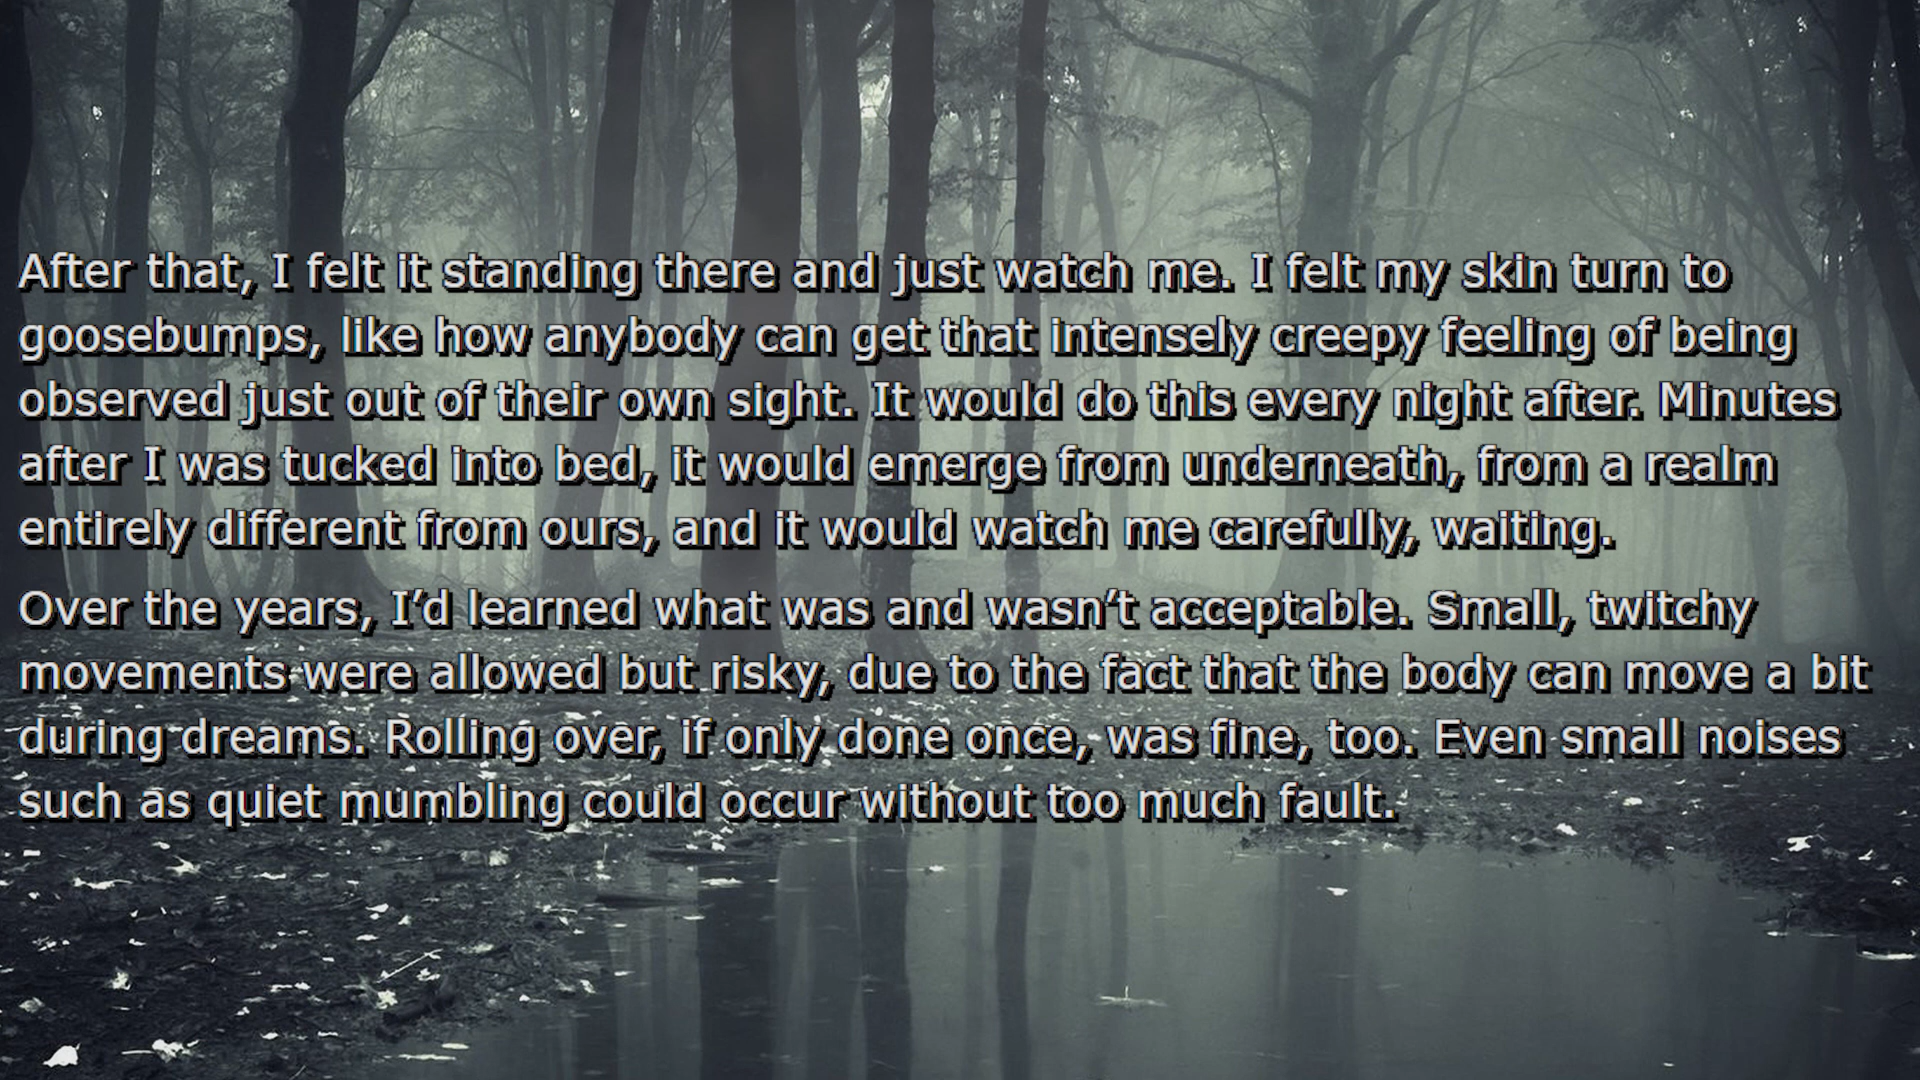 After that, I felt it standing there and just watch me. I felt my skin turn to
goosebumps, like how anybody can get that intensely creepy feeling of being
observed just out of their own sight. It would do this every night after. Minutes
after I was tucked into bed, it would emerge from underneath, from a realm
entirely different from ours, and it would watch me carefully, waiting.
Over the years, I’d learned what was and wasn’t acceptable. Small, twitchy
movements were allowed but risky, due to the fact that the body can move a bit
during dreams. Rolling over, if only done once, was fine, too. Even small noises
such as quiet mumbling could occur without too much fault.